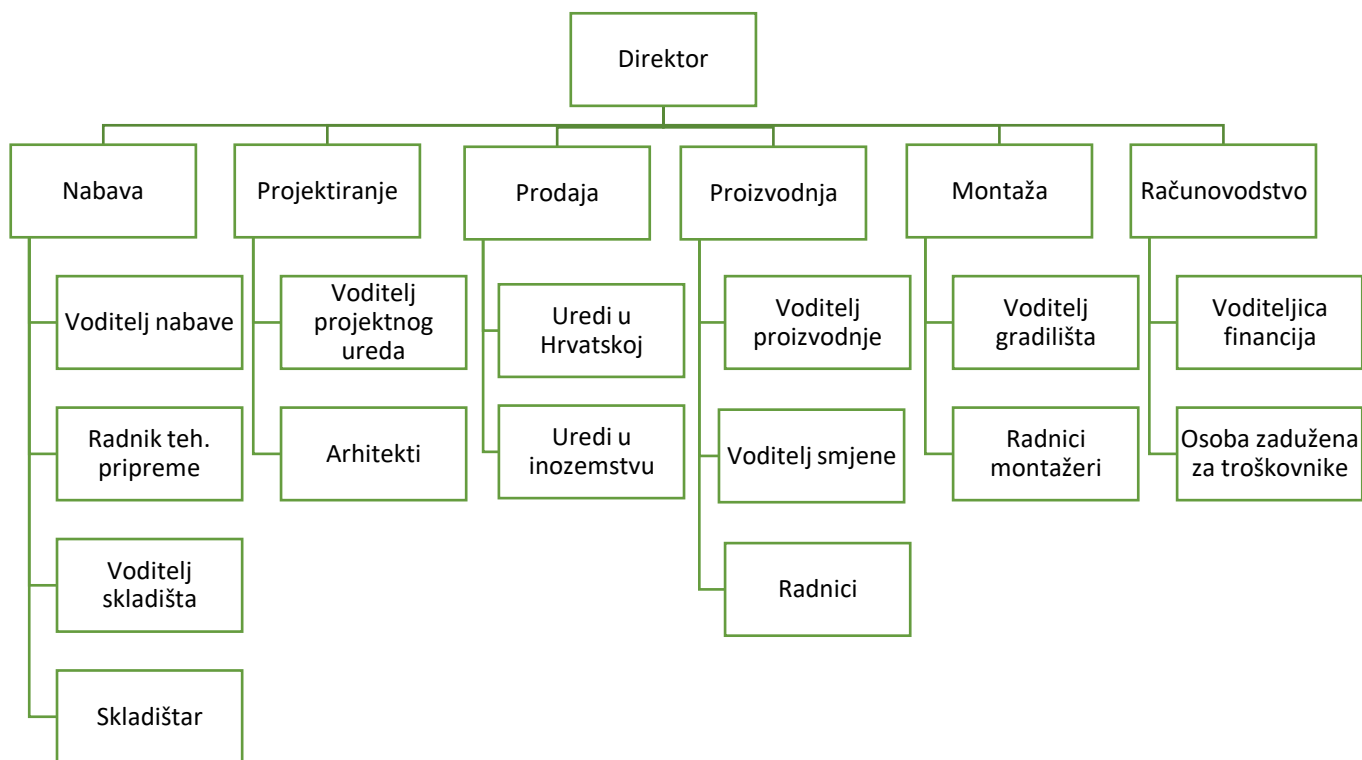 Direktor
Nabava
Projektiranje
Prodaja
Proizvodnja
Montaža
Računovodstvo
Voditelj nabave
Radnik teh.
pripreme
Voditelj
skladišta
Skladištar
Voditelj
projektnog
ureda
Arhitekti
Uredi u
Hrvatskoj
Uredi u
inozemstvu
Voditelj
proizvodnje
Voditelj smjene
Radnici
Voditelj
gradilišta
Radnici
montažeri
Voditeljica
financija
Osoba zadužena
za troškovnike